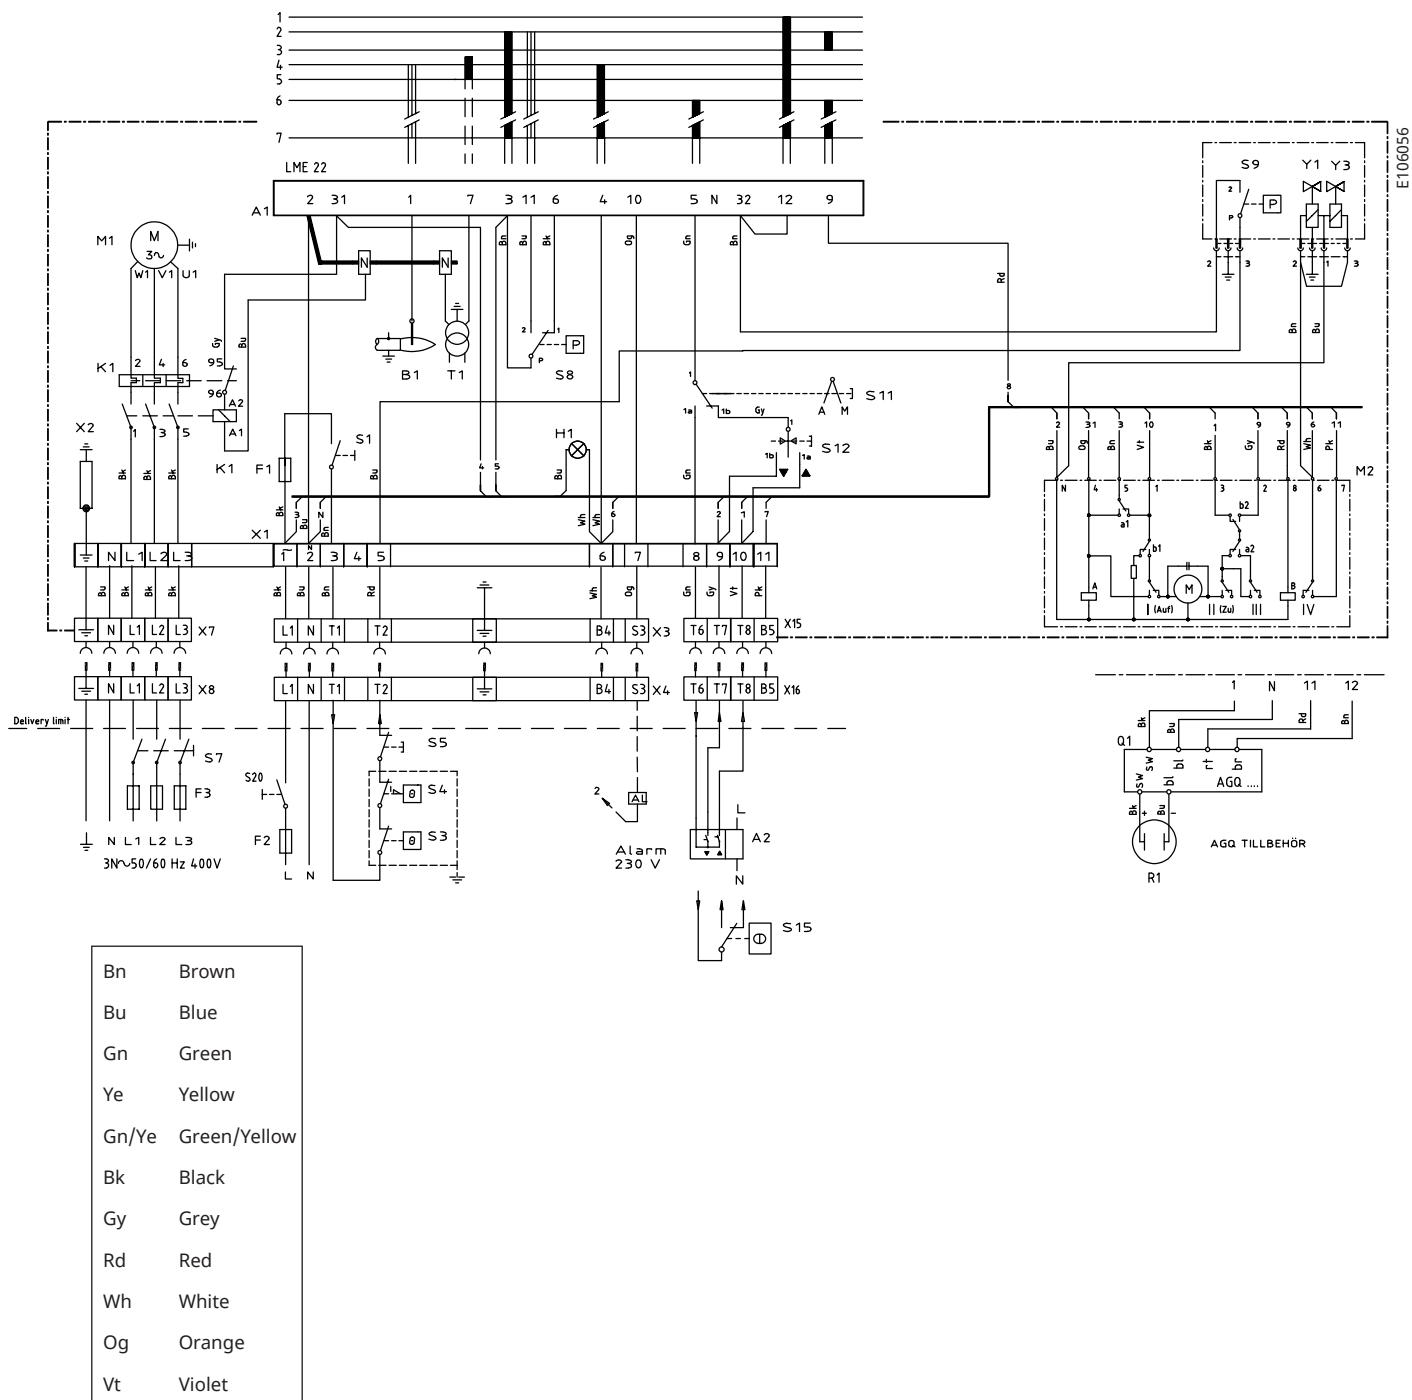 1
2
3
4
5
6
7
LME 22
E106056
A1
2 31 1 7 3 11 6 4 10 5 N 32 12 9
S9 Y1 Y3
2
P
P
2 3 2 1 3
M1
M
3~
W1 V1 U1
N N
Bn Bu Bk Og Gn Bn Rd
Gy Bu Bn Bu
K1 2 4 6 95
96
A2
A1
K1
1 3 5
B1 T1
2 1
P
P
S8
1
1a 1b
Gy
A M
S11
8
X2
F1 S1
Bu
H1
Bu
4 5
1
1b 1a
S12
Gn
2 31 3 10 1 9 9 6 11
Bu Og Bn Vt Bk Gy Rd Wh Pk
M2
N 4 5 1 3 2 8 6 7
a1 b2
b1 a2
A M B
I (Auf) II (Zu) III IV
Bk Bk Bk
Bk 3 Bu N Bn
Wh Wh 6
2 1 7
X1
N L1 L2 L3
1~ N 2 3 4 5 6 7 8 9 10 11
Bu Bk Bk Bk
Bk Bu Bn Rd Wh Og Gn Gy Vt Pk
N L1 L2 L3 X7
L1 N T1 T2 B4 S3 X3
T6 T7 T8 B5 X15
N L1 L2 L3 X8
L1 N T1 T2 B4 S3 X4
T6 T7 T8 B5 X16
Delivery limit
S7
F3
N L1 L2 L3
3N~50/60 Hz 400V
S20
F2
L N
S5
S4
θ
S3
θ
2
AL
Alarm
230 V
L
A2
N
S15
1 N 11 12
Bk Bu Rd Bn
Q1
sw bl rt br
sw bl AGQ ....
Bk + Bu -
R1
AGQ TILLBEHÖR
Bn Brown
Bu Blue
Gn Green
Ye Yellow
Gn/Ye Green/Yellow
Bk Black
Gy Grey
Rd Red
Wh White
Og Orange
Vt Violet